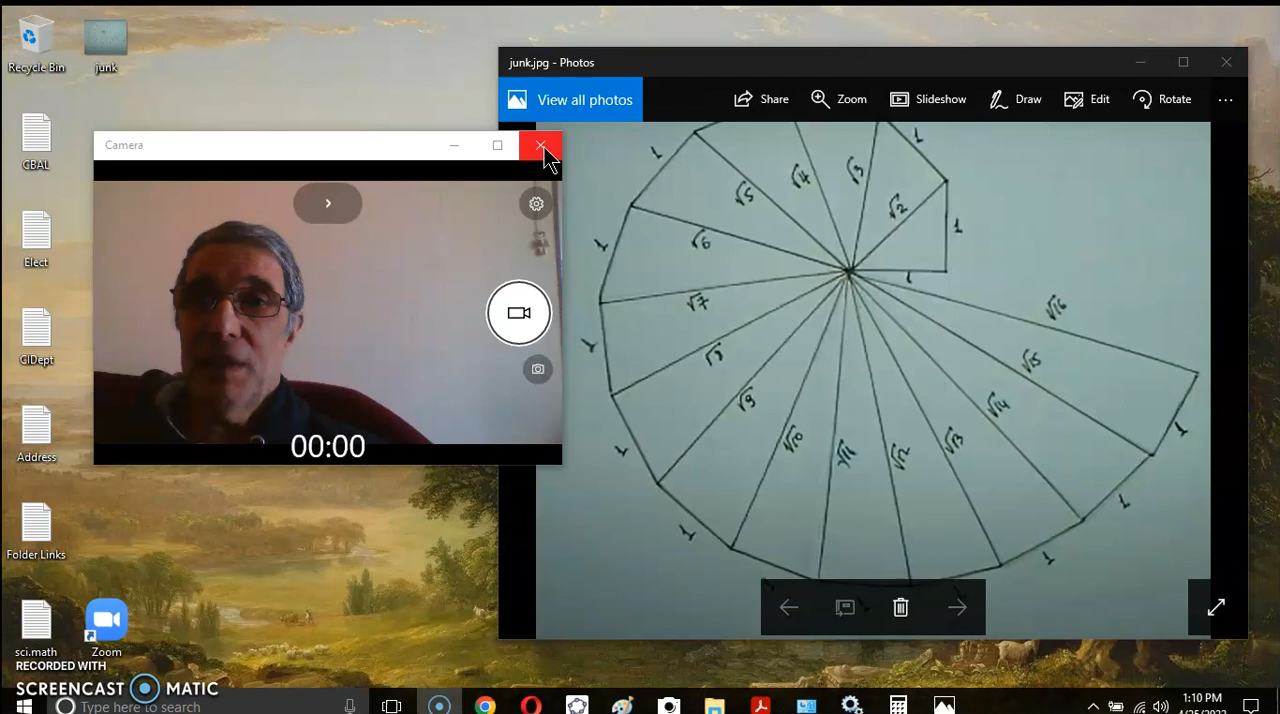 Recycle Bin
junk
CBAL
Elect
CIDept
Address
Folder Links
sci.math
Zoom
RECORDED WITH
SCREENCAST MATIC
Type here to search
Camera
00:00
junk.jpg - Photos
View all photos
Share
Zoom
Slideshow
Draw
Edit
Rotate
1
1
1
1
1
1
1
1
1
1
1
1
√2
√3
√4
√5
√6
√7
√8
√9
√10
√11
√12
√13
√14
√15
√16
1:10 PM